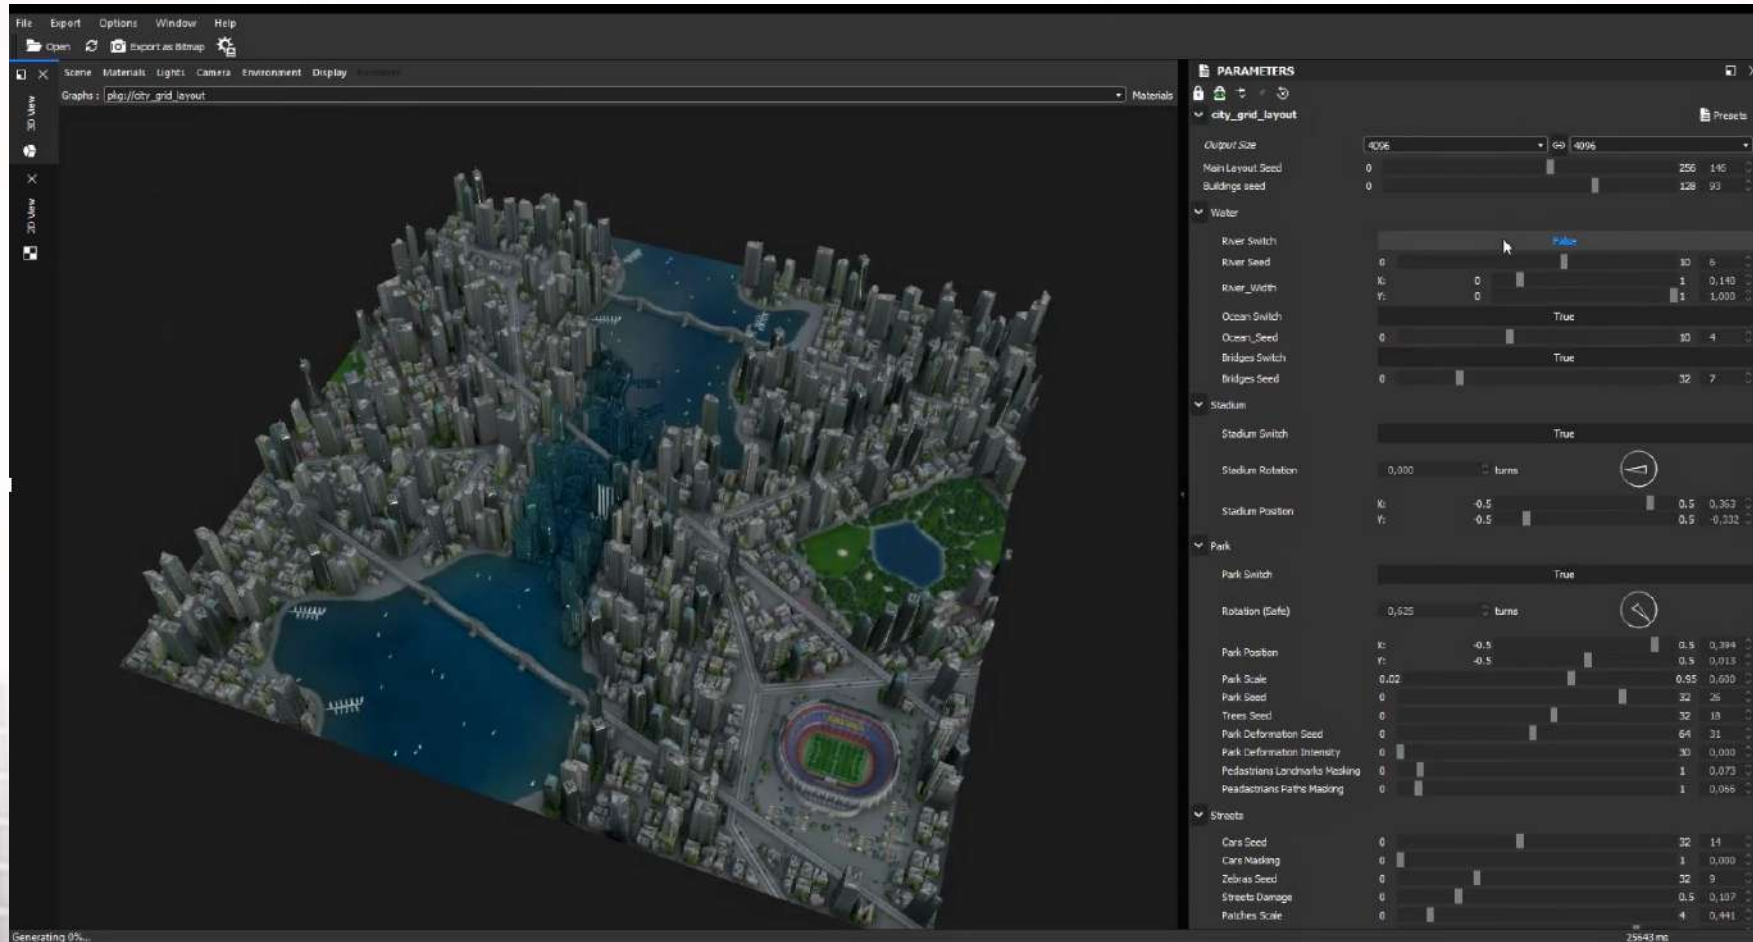 File Export Options Window Help
Open Export as Bitmap
Scene Materials Lights Camera Environment Display
Graphs : pkg://city_grid_layout Materials
3D View
2D View
PARAMETERS
city_grid_layout Presets
Output Size 4096 4096
Main Layout Seed 0 256 146
Buildings seed 0 128 93
Water
River Switch False
River Seed 0 10 6
River_Width X: 0 1 0,140
Y: 0 1 1,000
Ocean Switch True
Ocean_Seed 0 10 4
Bridges Switch True
Bridges Seed 0 32 7
Stadium
Stadium Switch True
Stadium Rotation 0,000 turns
Stadium Position X: -0.5 0.5 0,363
Y: -0.5 0.5 -0,332
Park
Park Switch True
Rotation (Safe) 0,625 turns
Park Position X: -0.5 0.5 0,394
Y: -0.5 0.5 0,013
Park Scale 0.02 0.95 0,600
Park Seed 0 32 26
Trees Seed 0 32 18
Park Deformation Seed 0 64 31
Park Deformation Intensity 0 30 0,000
Pedastrians Landmarks Masking 0 1 0,073
Peadastrians Paths Masking 0 1 0,066
Streets
Cars Seed 0 32 14
Cars Masking 0 1 0,000
Zebras Seed 0 32 9
Streets Damage 0 0.5 0,107
Patches Scale 0 4 0,441
Generating 0%... 25643 ms